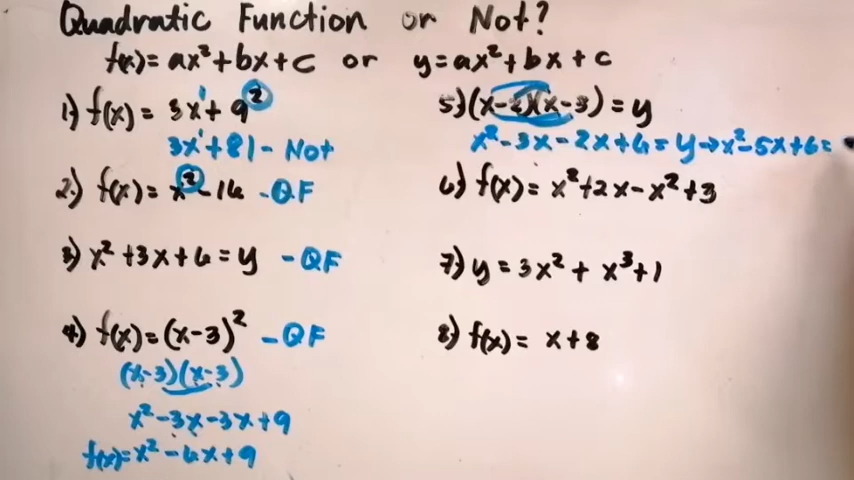 Quadratic Function or Not?
f(x) = ax² + bx + c or y = ax² + bx + c
1) f(x) = 3x¹ + 9²
3x¹ + 81 - Not
2.) f(x) = x² - 16 - QF
3) x² + 3x + 6 = y - QF
4) f(x) = (x-3)² - QF
(x-3)(x-3)
x² - 3x - 3x + 9
f(x) = x² - 6x + 9
5) (x-2)(x-3) = y
x² - 3x - 2x + 6 = y → x² - 5x + 6 =
6) f(x) = x² + 2x - x² + 3
7) y = 3x² + x³ + 1
8) f(x) = x + 8